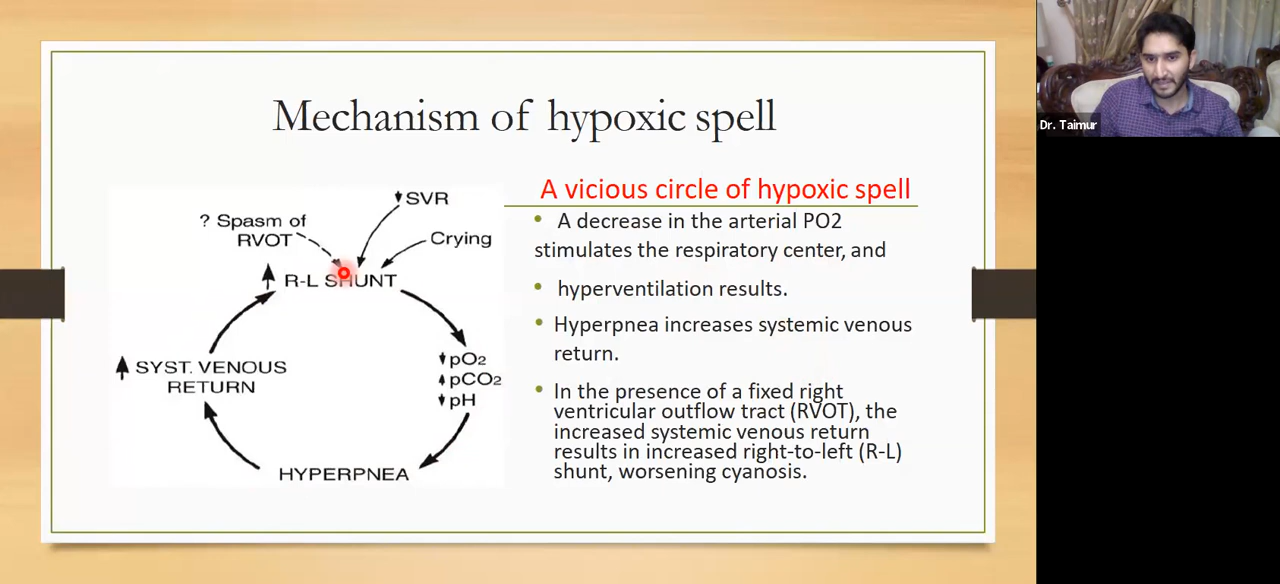 Mechanism of hypoxic spell
? Spasm of
RVOT
↓SVR
Crying
↑ R-L SHUNT
↓pO2
↑pCO2
↓pH
HYPERPNEA
↑ SYST. VENOUS
RETURN
A vicious circle of hypoxic spell
• A decrease in the arterial PO2
stimulates the respiratory center, and
• hyperventilation results.
• Hyperpnea increases systemic venous
return.
• In the presence of a fixed right
ventricular outflow tract (RVOT), the
increased systemic venous return
results in increased right-to-left (R-L)
shunt, worsening cyanosis.
Dr. Taimur